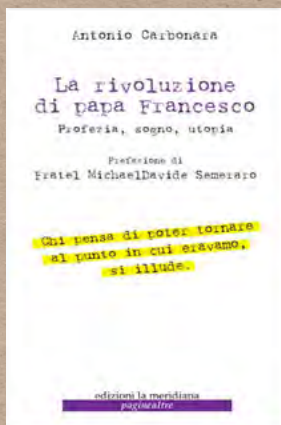 Antonio Carbonara
La rivoluzione
di papa Francesco
Profezia, sogno, utopia
Prefazione di
Fratel MichaelDavide Semeraro
Chi pensa di poter tornare
al punto in cui eravamo,
si illude.
edizioni la meridiana
paginealtre